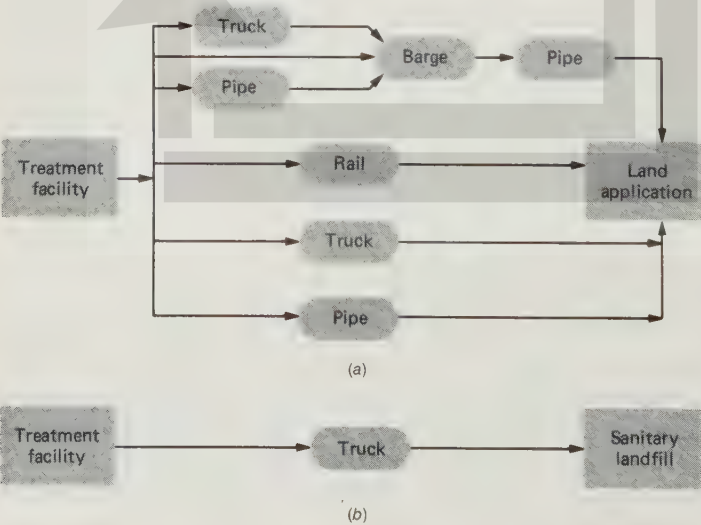 Truck
Barge
Pipe
Pipe
Treatment
facility
Rail
Land
application
Truck
Pipe
(a)
Treatment
facility
Truck
Sanitary
landfill
(b)